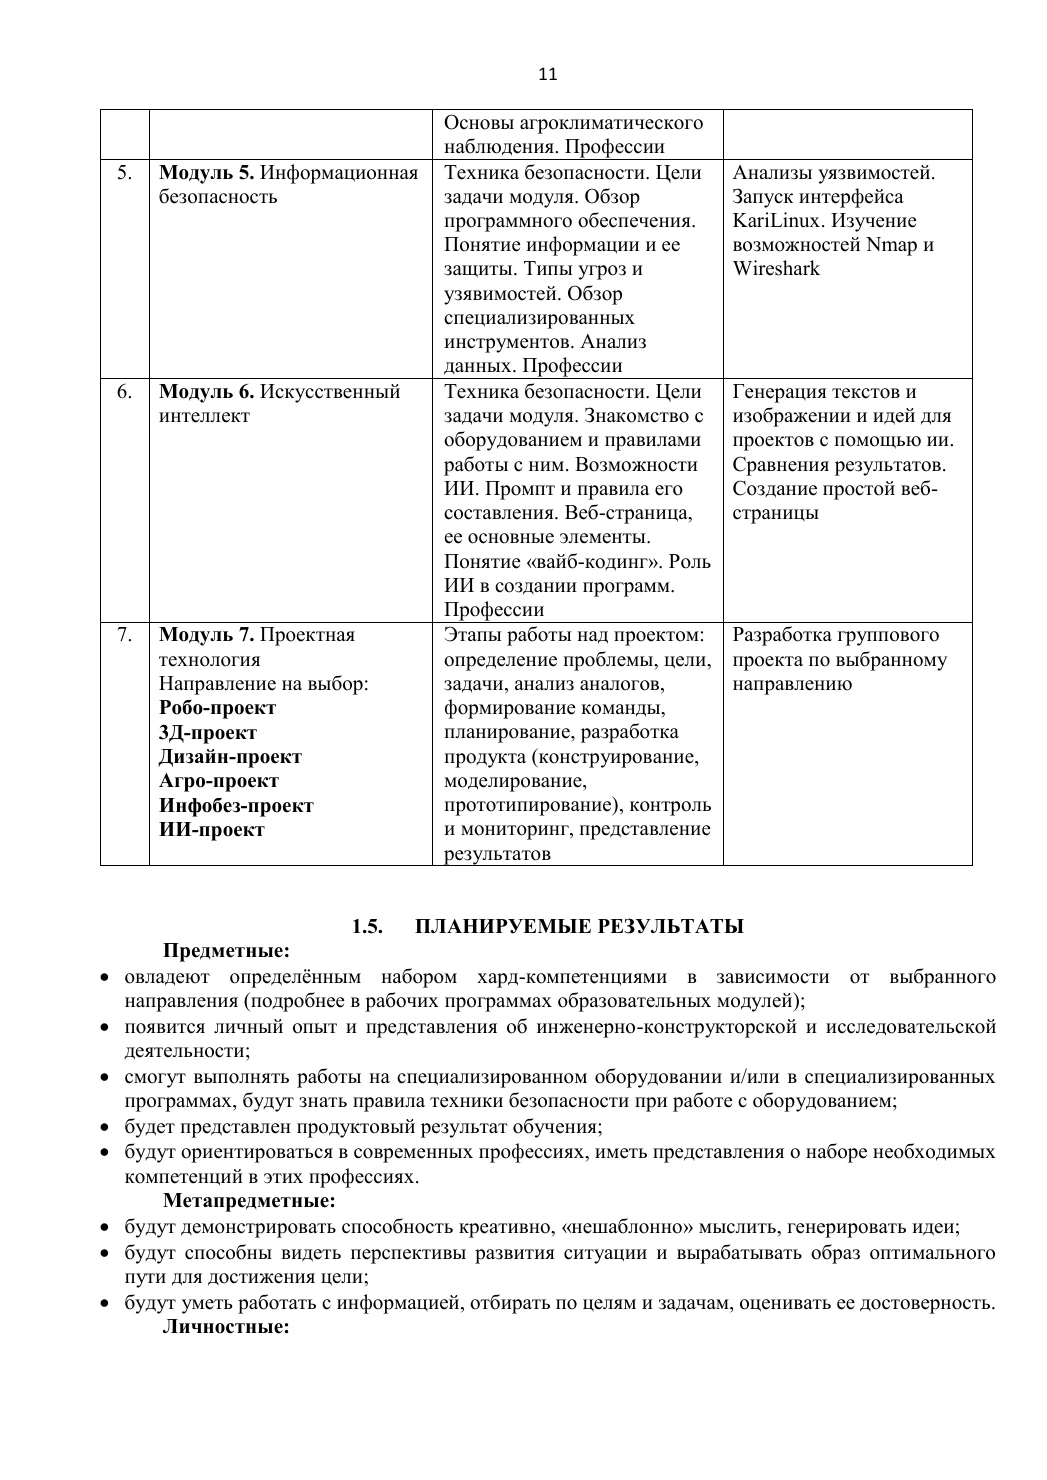 11
Основы агроклиматического
наблюдения. Профессии
5.
Модуль 5. Информационная
безопасность
Техника безопасности. Цели
задачи модуля. Обзор
программного обеспечения.
Понятие информации и ее
защиты. Типы угроз и
узявимостей. Обзор
специализированных
инструментов. Анализ
данных. Профессии
Анализы уязвимостей.
Запуск интерфейса
KariLinux. Изучение
возможностей Nmap и
Wireshark
6.
Модуль 6. Искусственный
интеллект
Техника безопасности. Цели
задачи модуля. Знакомство с
оборудованием и правилами
работы с ним. Возможности
ИИ. Промпт и правила его
составления. Веб-страница,
ее основные элементы.
Понятие «вайб-кодинг». Роль
ИИ в создании программ.
Профессии
Генерация текстов и
изображении и идей для
проектов с помощью ии.
Сравнения результатов.
Создание простой веб-
страницы
7.
Модуль 7. Проектная
технология
Направление на выбор:
Робо-проект
3Д-проект
Дизайн-проект
Агро-проект
Инфобез-проект
ИИ-проект
Этапы работы над проектом:
определение проблемы, цели,
задачи, анализ аналогов,
формирование команды,
планирование, разработка
продукта (конструирование,
моделирование,
прототипирование), контроль
и мониторинг, представление
результатов
Разработка группового
проекта по выбранному
направлению
1.5. ПЛАНИРУЕМЫЕ РЕЗУЛЬТАТЫ
Предметные:
• овладеют определённым набором хард-компетенциями в зависимости от выбранного
направления (подробнее в рабочих программах образовательных модулей);
• появится личный опыт и представления об инженерно-конструкторской и исследовательской
деятельности;
• смогут выполнять работы на специализированном оборудовании и/или в специализированных
программах, будут знать правила техники безопасности при работе с оборудованием;
• будет представлен продуктовый результат обучения;
• будут ориентироваться в современных профессиях, иметь представления о наборе необходимых
компетенций в этих профессиях.
Метапредметные:
• будут демонстрировать способность креативно, «нешаблонно» мыслить, генерировать идеи;
• будут способны видеть перспективы развития ситуации и вырабатывать образ оптимального
пути для достижения цели;
• будут уметь работать с информацией, отбирать по целям и задачам, оценивать ее достоверность.
Личностные: